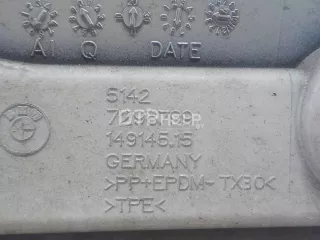 A1 Q DATE
5142
149145.15
GERMANY
>PP+EPDM-TX30<
>TPE<